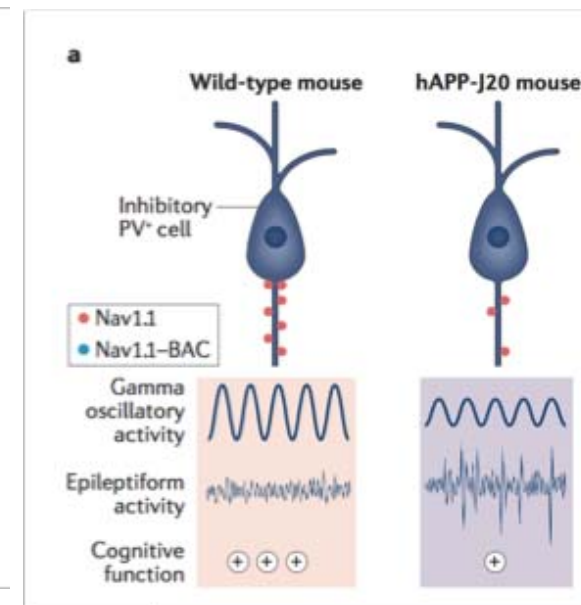 a
Wild-type mouse
hAPP-J20 mouse
Inhibitory
PV⁺ cell
Nav1.1
Nav1.1–BAC
Gamma
oscillatory
activity
Epileptiform
activity
Cognitive
function
+ + +
+